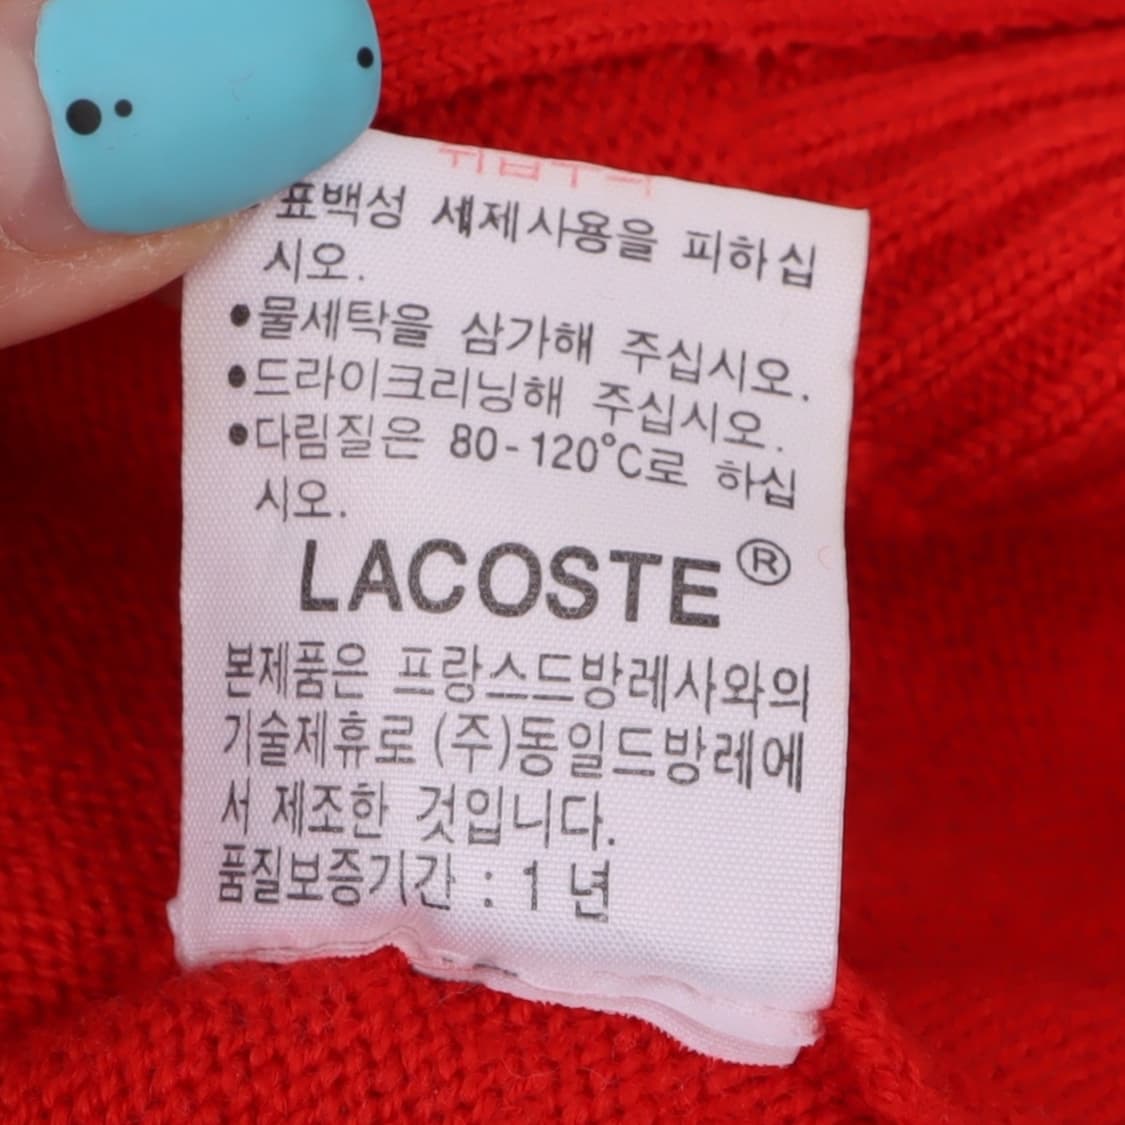 표백성 세제사용을 피하십
시오.
•물세탁을 삼가해 주십시오.
•드라이크리닝해 주십시오.
•다림질은 80-120°C로 하십
시오.
LACOSTE®
본제품은 프랑스드방레사와의
기술제휴로 (주)동일드방레에
서 제조한 것입니다.
품질보증기간 : 1 년